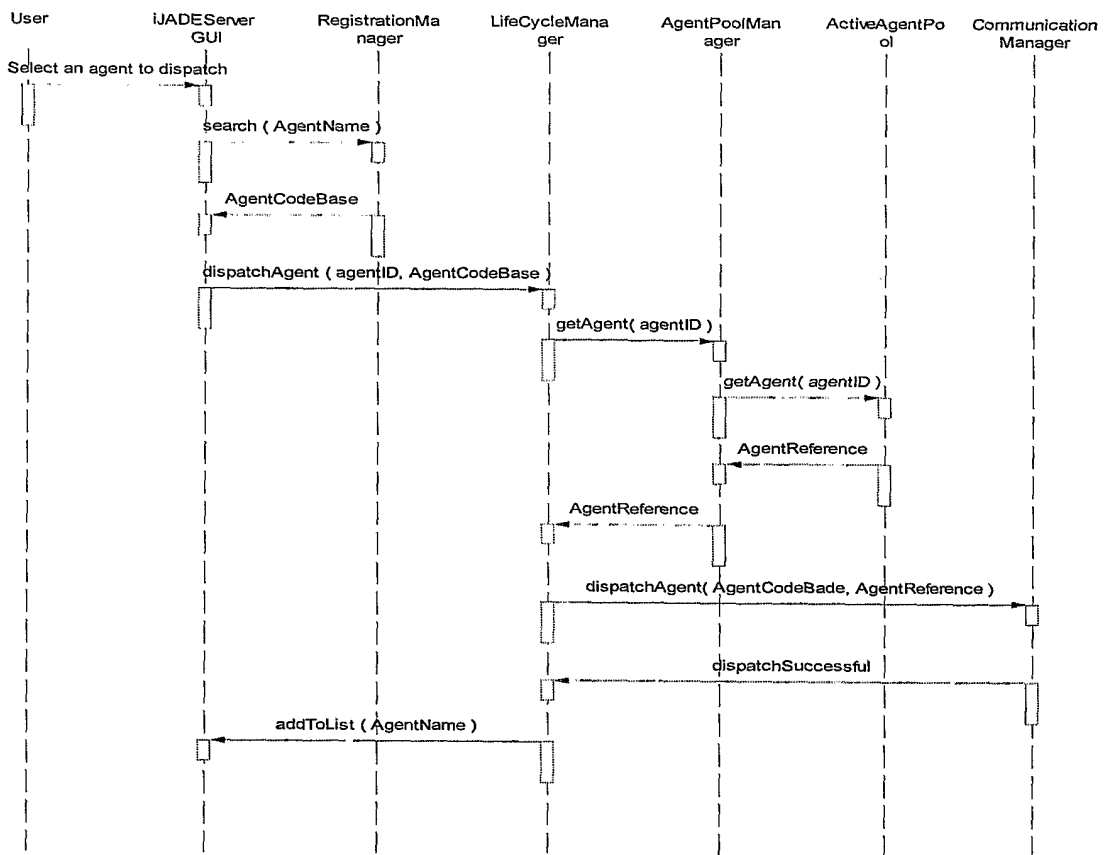 User
iJADEServer
GUI
RegistrationMa
nager
LifeCycleMana
ger
AgentPoolMan
ager
ActiveAgentPo
ol
Communication
Manager
Select an agent to dispatch
search ( AgentName )
AgentCodeBase
dispatchAgent ( agentID, AgentCodeBase )
getAgent( agentID )
getAgent( agentID )
AgentReference
AgentReference
dispatchAgent( AgentCodeBade, AgentReference )
dispatchSuccessful
addToList ( AgentName )